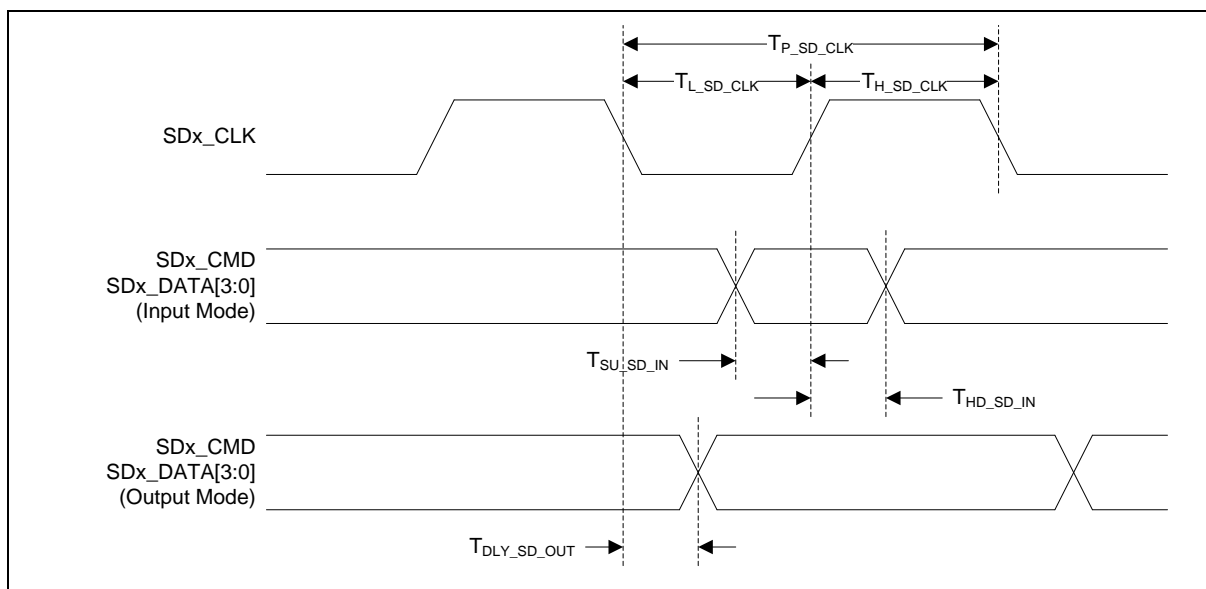 T_P_SD_CLK
T_L_SD_CLK
T_H_SD_CLK
SDx_CLK
SDx_CMD
SDx_DATA[3:0]
(Input Mode)
T_SU_SD_IN
T_HD_SD_IN
SDx_CMD
SDx_DATA[3:0]
(Output Mode)
T_DLY_SD_OUT